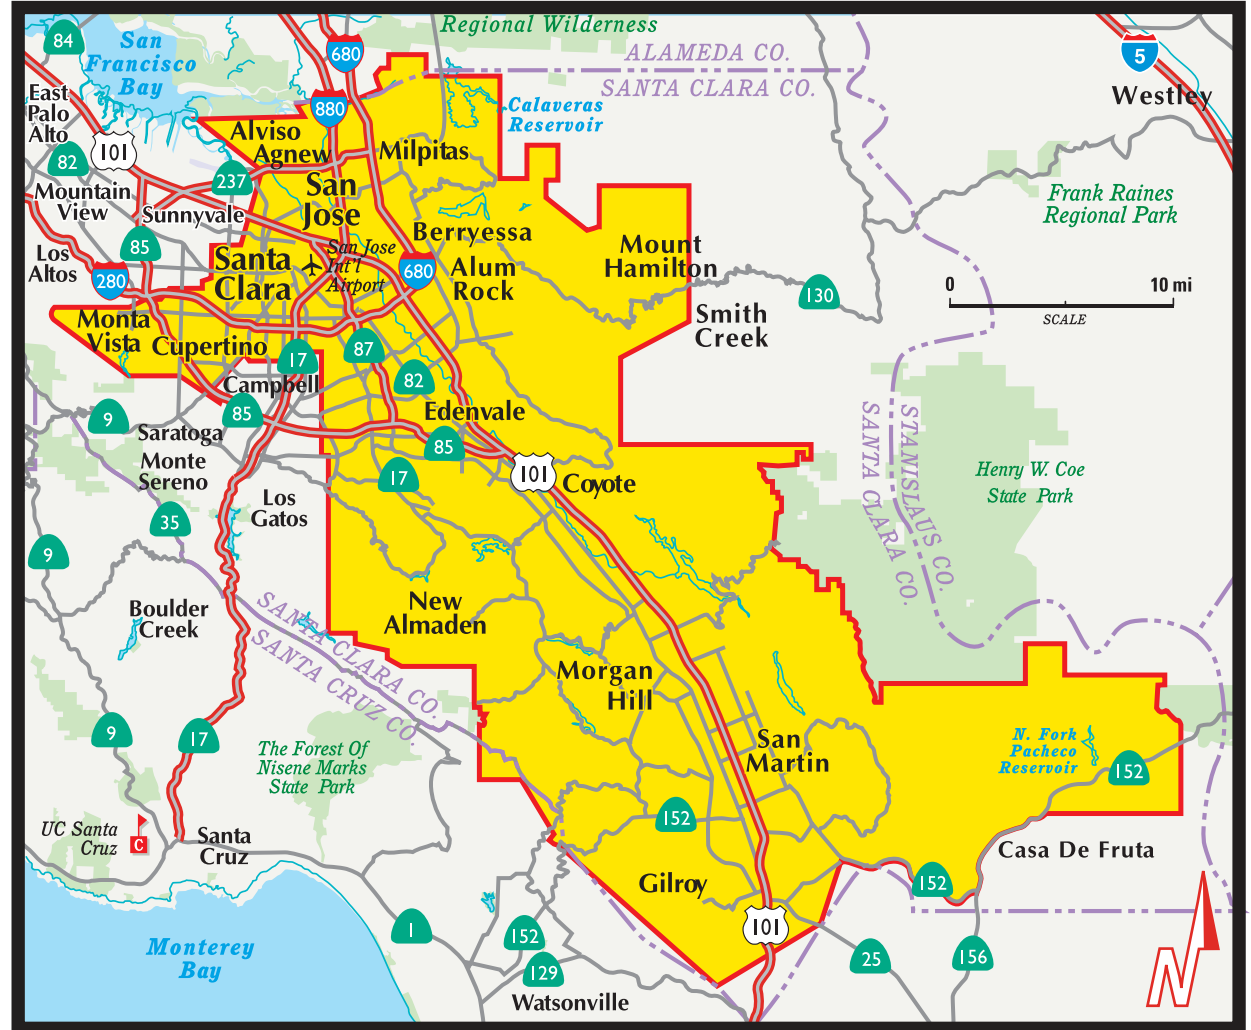 Regional Wilderness
84
San
Francisco
Bay
680
ALAMEDA CO.
SANTA CLARA CO.
5
Westley
East
Palo
Alto
880
Calaveras
Reservoir
101
Alviso
Agnew
Milpitas
82
237
Mountain
View
Sunnyvale
San
Jose
Frank Raines
Regional Park
Berryessa
85
Los
Altos
280
Santa
Clara
San Jose
Int'l
Airport
680
Alum
Rock
Mount
Hamilton
130
0
10 mi
SCALE
Smith
Creek
Monta
Vista
Cupertino
17
87
Campbell
82
9
85
Edenvale
Saratoga
85
Monte
Sereno
17
101
Coyote
SANTA CLARA CO.
STANISLAUS CO.
Henry W. Coe
State Park
Los
Gatos
35
9
Boulder
Creek
New
Almaden
SANTA CLARA CO.
SANTA CRUZ CO.
Morgan
Hill
9
17
The Forest Of
Nisene Marks
State Park
San
Martin
N. Fork
Pacheco
Reservoir
152
152
UC Santa
Cruz
C
Santa
Cruz
Casa De Fruta
Gilroy
152
1
152
101
25
156
Monterey
Bay
129
Watsonville
N